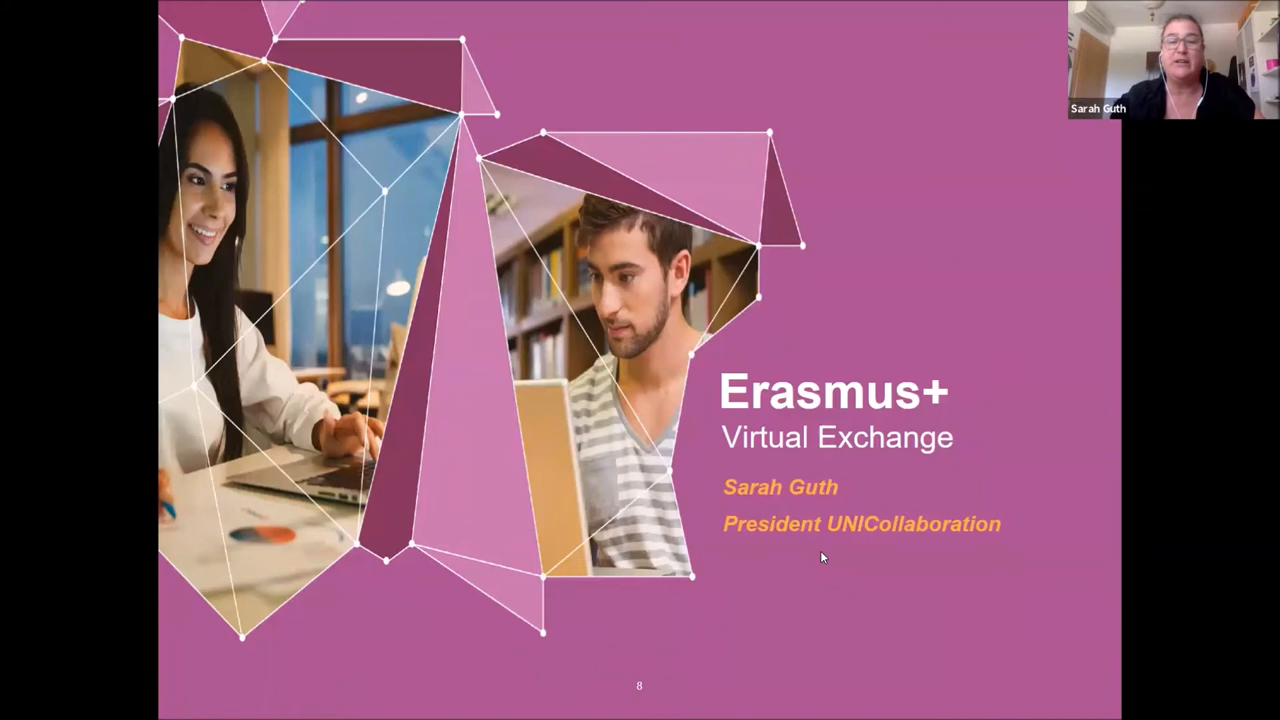 Sarah Guth
Erasmus+
Virtual Exchange
Sarah Guth
President UNICollaboration
8